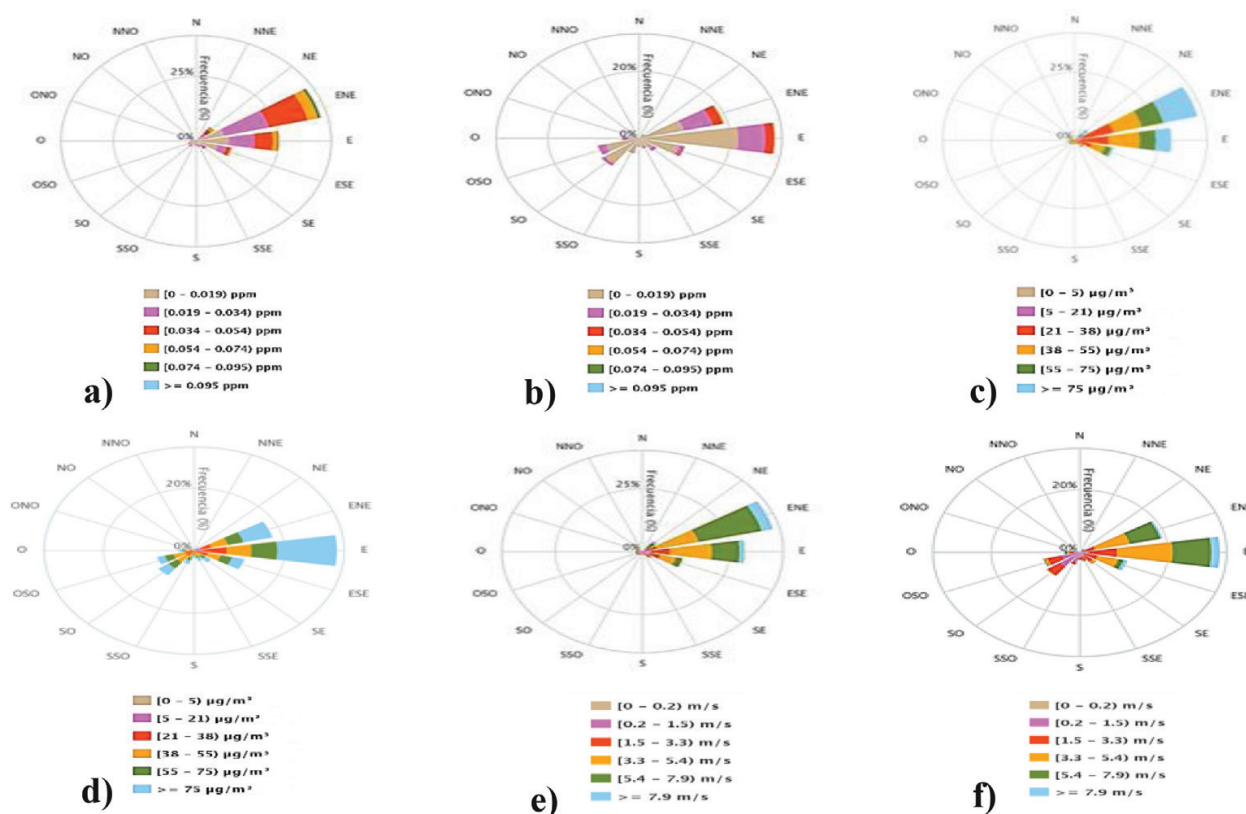 N
NNO
NNE
NO
NE
Frecuencia (%)
25%
ONO
ENE
0%
O
E
OSO
ESE
SO
SE
SSO
SSE
S
[0 – 0.019) ppm
[0.019 – 0.034) ppm
[0.034 – 0.054) ppm
[0.054 – 0.074) ppm
[0.074 – 0.095) ppm
>= 0.095 ppm
a)
N
NNO
NNE
NO
NE
Frecuencia (%)
20%
ONO
ENE
0%
O
E
OSO
ESE
SO
SE
SSO
SSE
S
[0 – 0.019) ppm
[0.019 – 0.034) ppm
[0.034 – 0.054) ppm
[0.054 – 0.074) ppm
[0.074 – 0.095) ppm
>= 0.095 ppm
b)
N
NNO
NNE
NO
NE
Frecuencia (%)
25%
ONO
ENE
0%
O
E
OSO
ESE
SO
SE
SSO
SSE
S
[0 – 5) µg/m³
[5 – 21) µg/m³
[21 – 38) µg/m³
[38 – 55) µg/m³
[55 – 75) µg/m³
>= 75 µg/m³
c)
N
NNO
NNE
NO
NE
Frecuencia (%)
20%
ONO
ENE
0%
O
E
OSO
ESE
SO
SE
SSO
SSE
S
[0 – 5) µg/m³
[5 – 21) µg/m³
[21 – 38) µg/m³
[38 – 55) µg/m³
[55 – 75) µg/m³
>= 75 µg/m³
d)
N
NNO
NNE
NO
NE
Frecuencia (%)
25%
ONO
ENE
0%
O
E
OSO
ESE
SO
SE
SSO
SSE
S
[0 – 0.2) m/s
[0.2 – 1.5) m/s
[1.5 – 3.3) m/s
[3.3 – 5.4) m/s
[5.4 – 7.9) m/s
>= 7.9 m/s
e)
N
NNO
NNE
NO
NE
Frecuencia (%)
20%
ONO
ENE
0%
O
E
OSO
ESE
SO
SE
SSO
SSE
S
[0 – 0.2) m/s
[0.2 – 1.5) m/s
[1.5 – 3.3) m/s
[3.3 – 5.4) m/s
[5.4 – 7.9) m/s
>= 7.9 m/s
f)